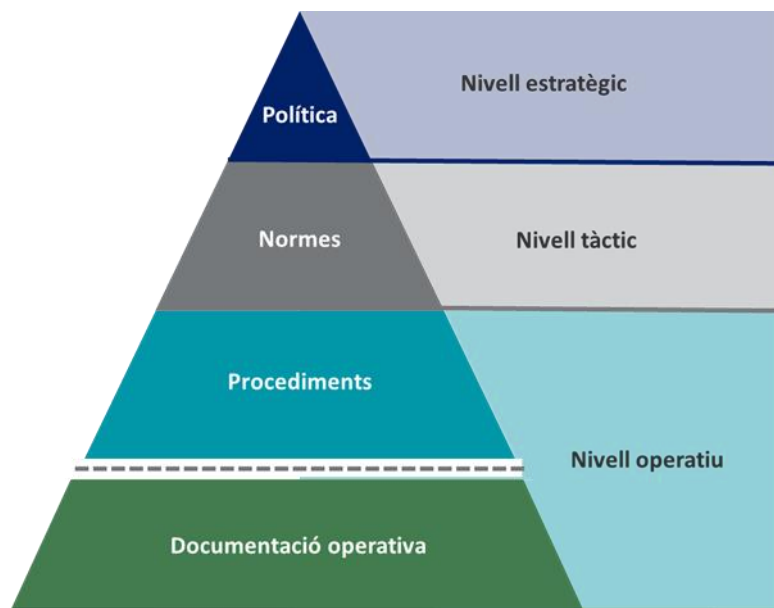 Nivell estratègic
Política
Normes
Nivell tàctic
Procediments
Nivell operatiu
Documentació operativa